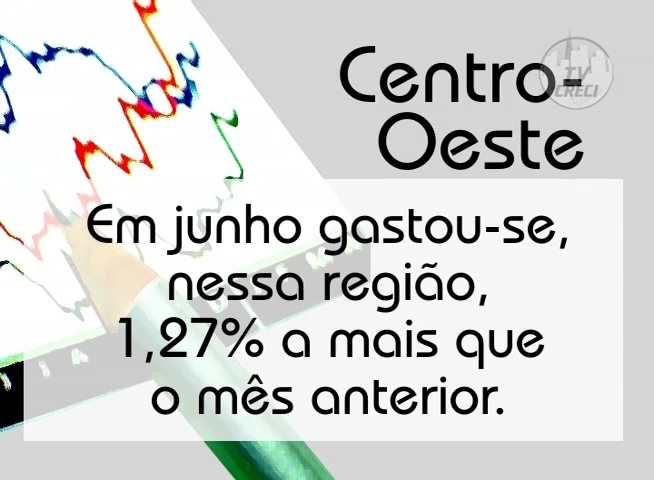 Centro-
Oeste
TV
CRECI
Em junho gastou-se,
nessa região,
1,27% a mais que
o mês anterior.